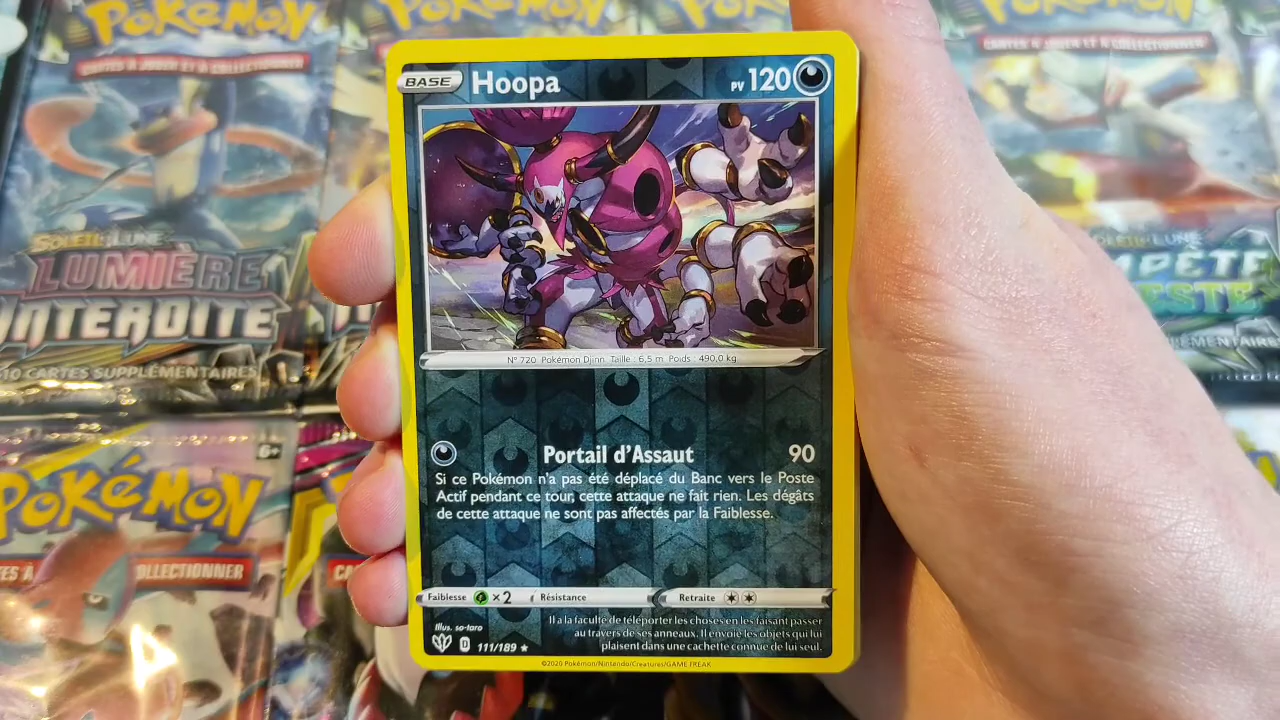 POKÉMON
CARTES À JOUER ET À COLLECTIONNER
SOLEIL & LUNE
LUMIÈRE
INTERDITE
10 CARTES SUPPLÉMENTAIRES
POKÉMON
6+
COLLECTIONNER
BASE
Hoopa
PV 120
N° 720 Pokémon Djinn Taille : 6,5 m Poids : 490,0 kg
Portail d'Assaut 90
Si ce Pokémon n'a pas été déplacé du Banc vers le Poste
Actif pendant ce tour, cette attaque ne fait rien. Les dégâts
de cette attaque ne sont pas affectés par la Faiblesse.
Faiblesse ×2 Résistance Retraite
Illus. so-taro
Il a la faculté de téléporter les choses en les faisant passer
au travers de ses anneaux. Il envoie les objets qui lui
plaisent dans une cachette connue de lui seul.
D 111/189 ★
©2020 Pokémon/Nintendo/Creatures/GAME FREAK